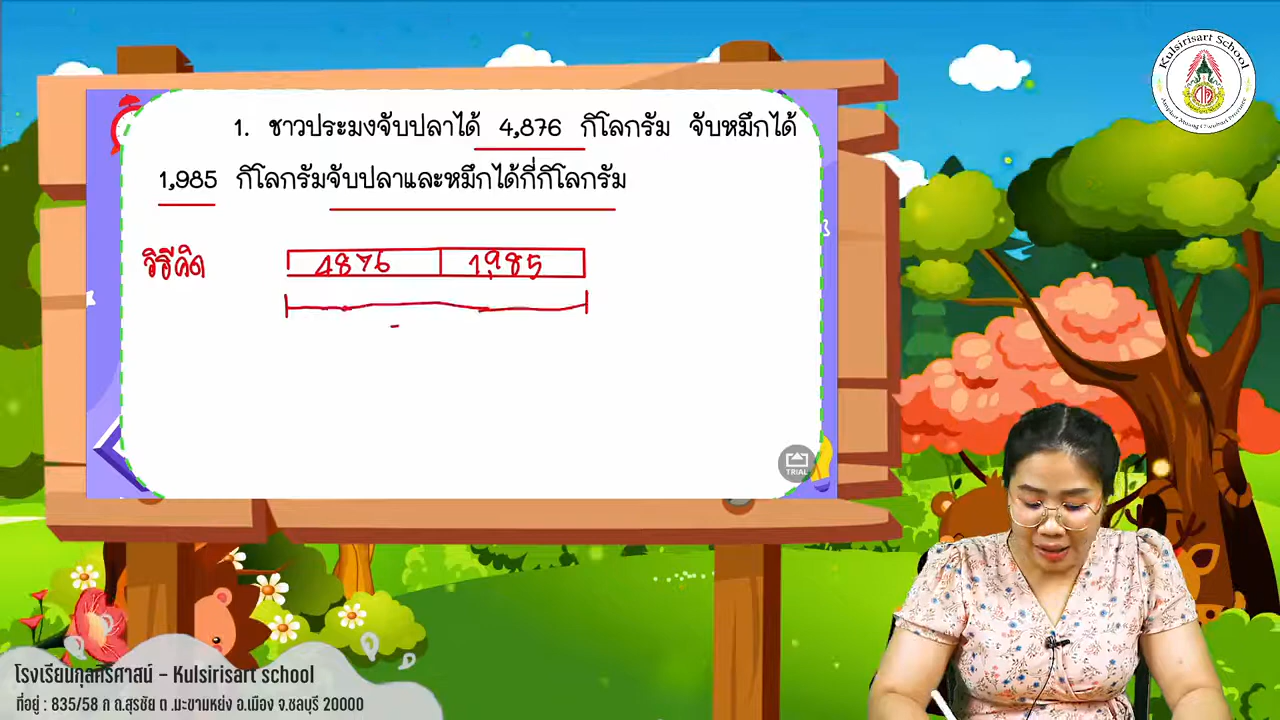 Kulsirisart School
1. ชาวประมงจับปลาได้ 4,876 กิโลกรัม จับหมึกได้
1,985 กิโลกรัมจับปลาและหมึกได้กี่กิโลกรัม
วิธีคิด 4876 1,985
TRIAL
โรงเรียนกุลศิริศาสน์ - Kulsirisart school
ที่อยู่ : 835/58 ก ถ.สุรชัย ต .มะขามหย่ง อ.เมือง จ.ชลบุรี 20000